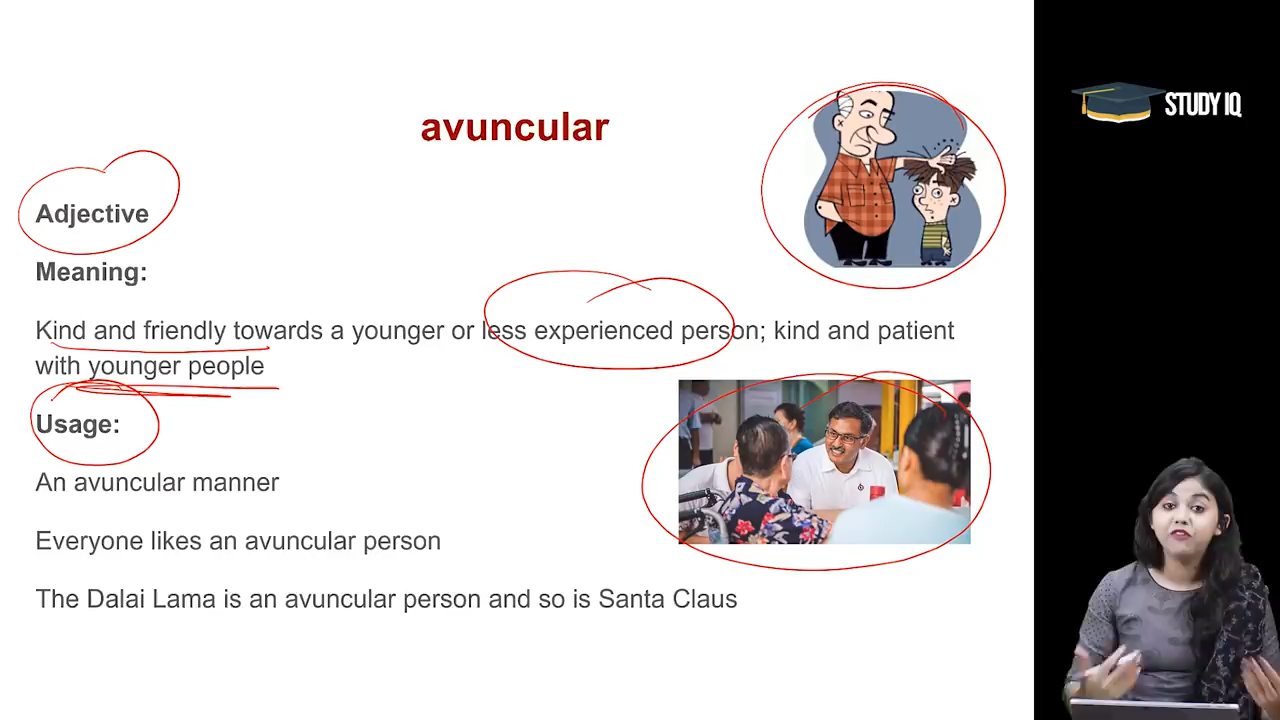 avuncular
Adjective
Meaning:
Kind and friendly towards a younger or less experienced person; kind and patient
with younger people
Usage:
An avuncular manner
Everyone likes an avuncular person
The Dalai Lama is an avuncular person and so is Santa Claus
STUDY IQ